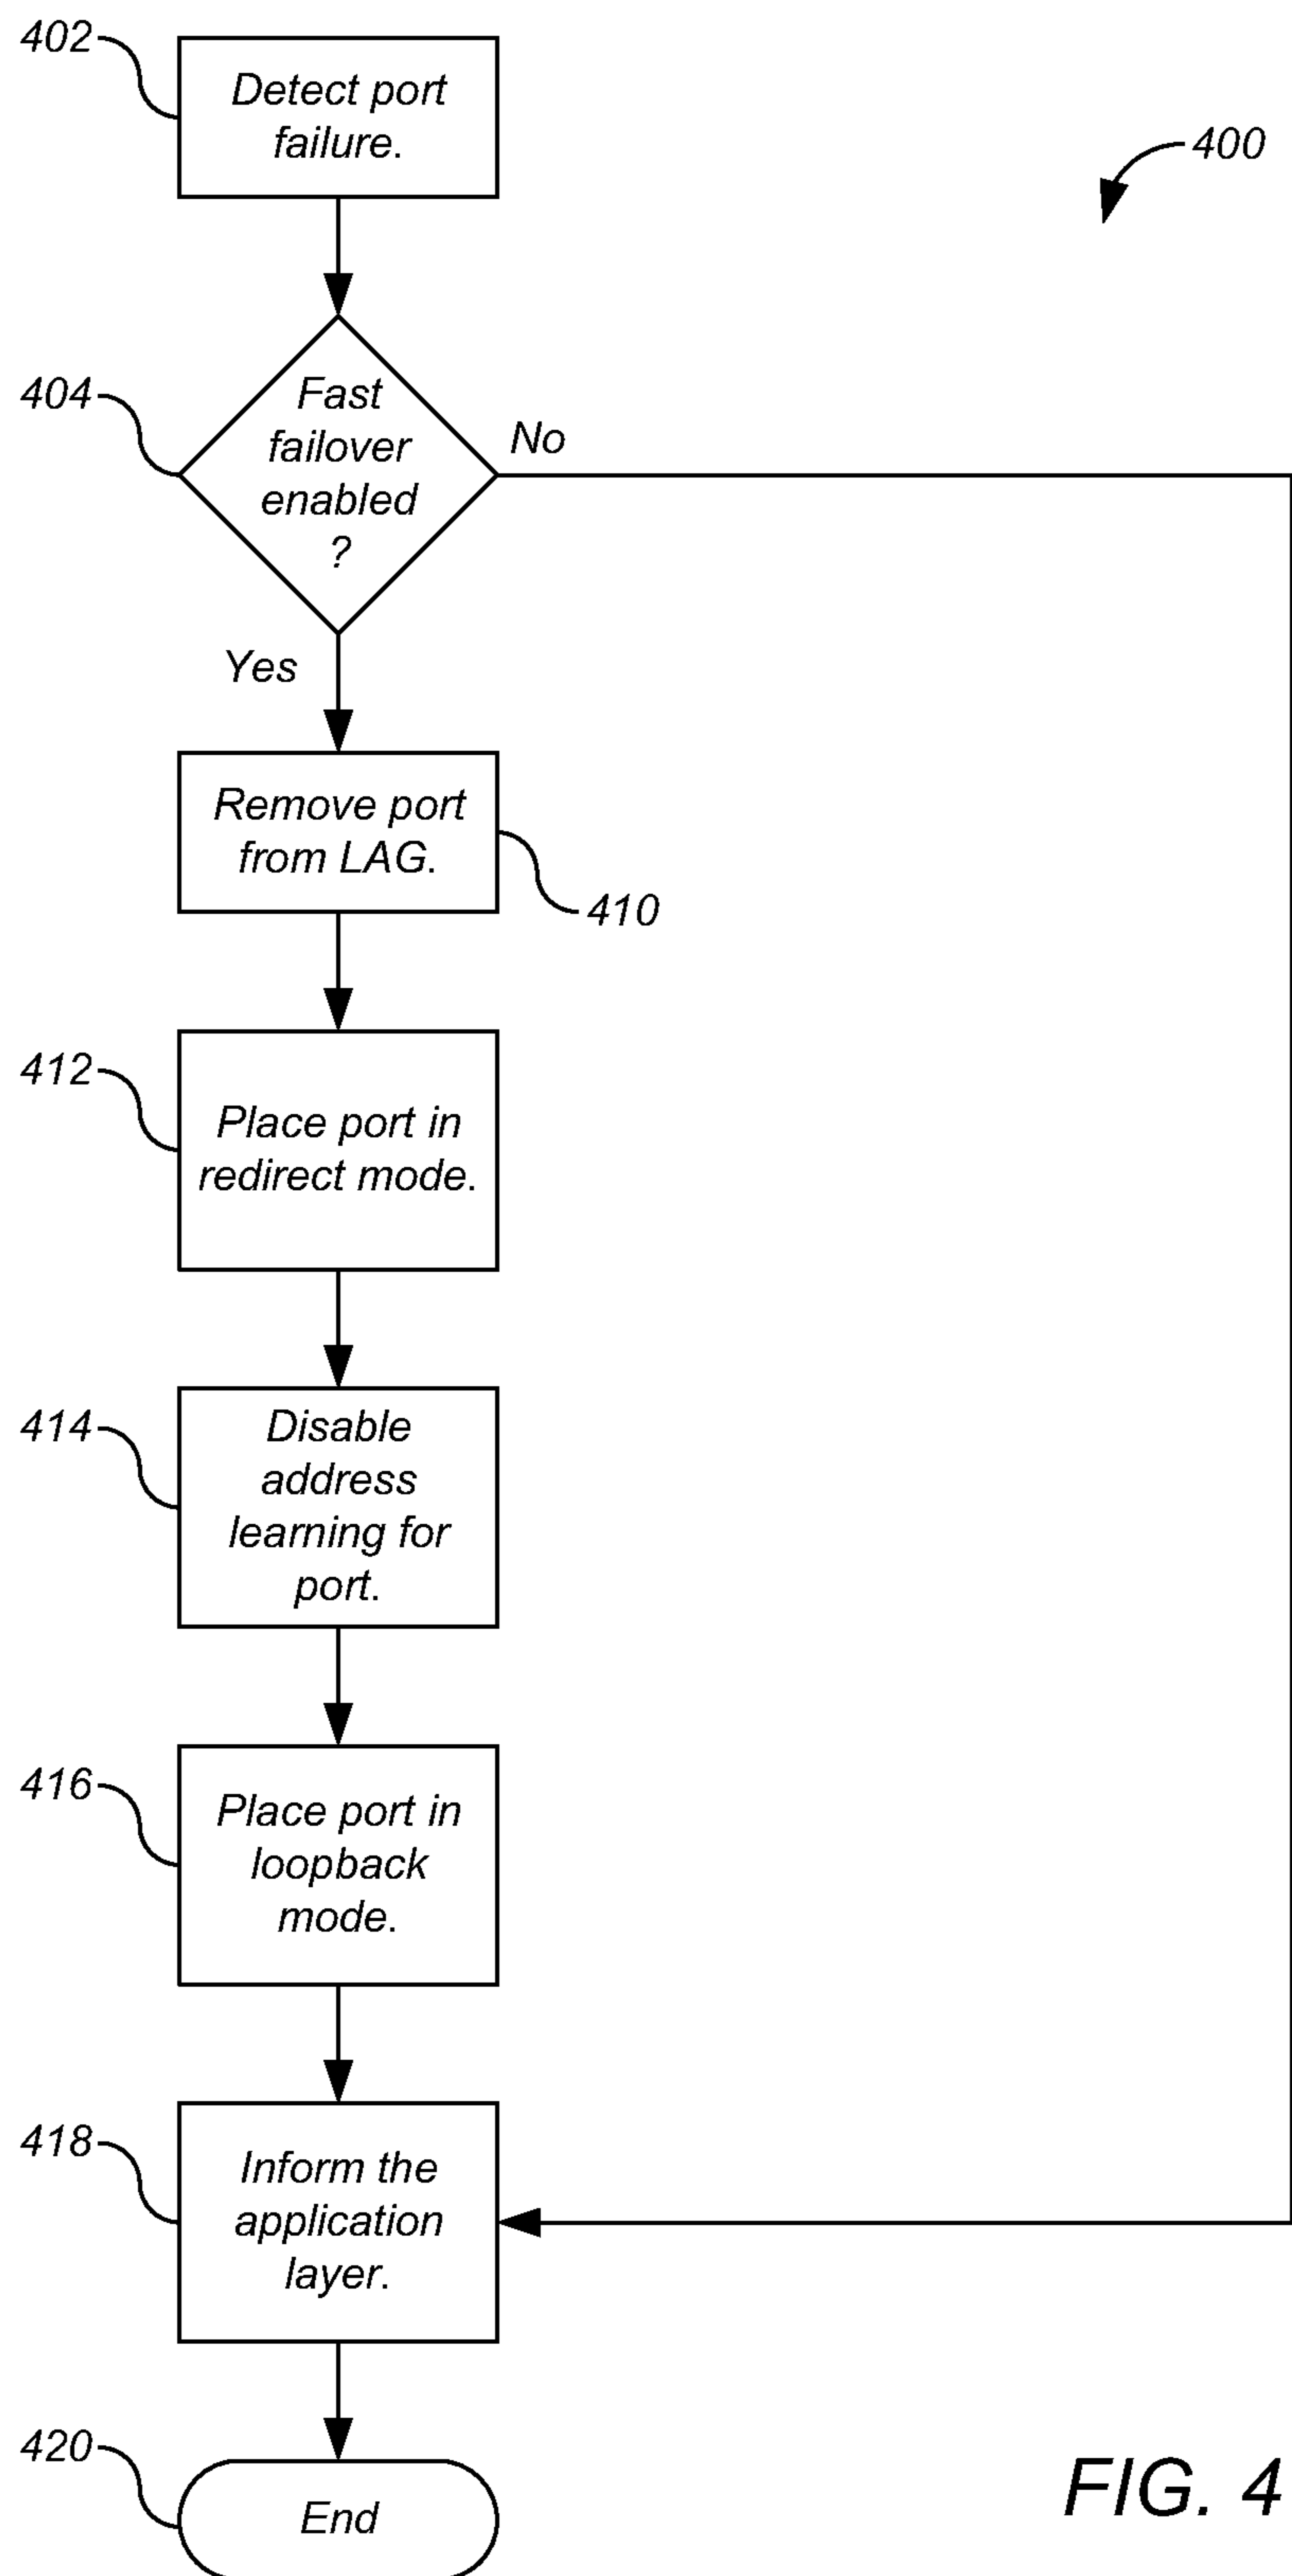 402
Detect port
failure.
400
404
Fast
failover
enabled
?
No
Yes
Remove port
from LAG.
410
412
Place port in
redirect mode.
414
Disable
address
learning for
port.
416
Place port in
loopback
mode.
418
Inform the
application
layer.
420
End
FIG. 4